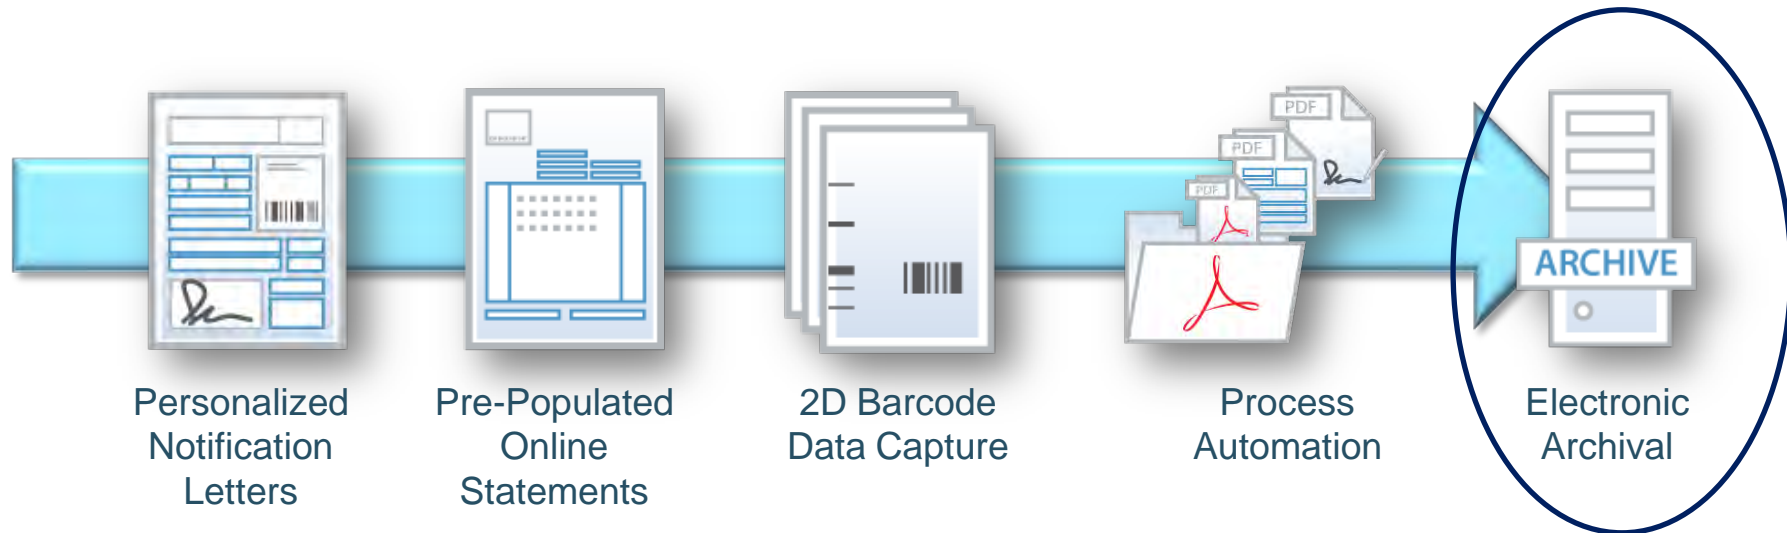 PDF
PDF
PDF
ARCHIVE
Personalized
Notification
Letters
Pre-Populated
Online
Statements
2D Barcode
Data Capture
Process
Automation
Electronic
Archival